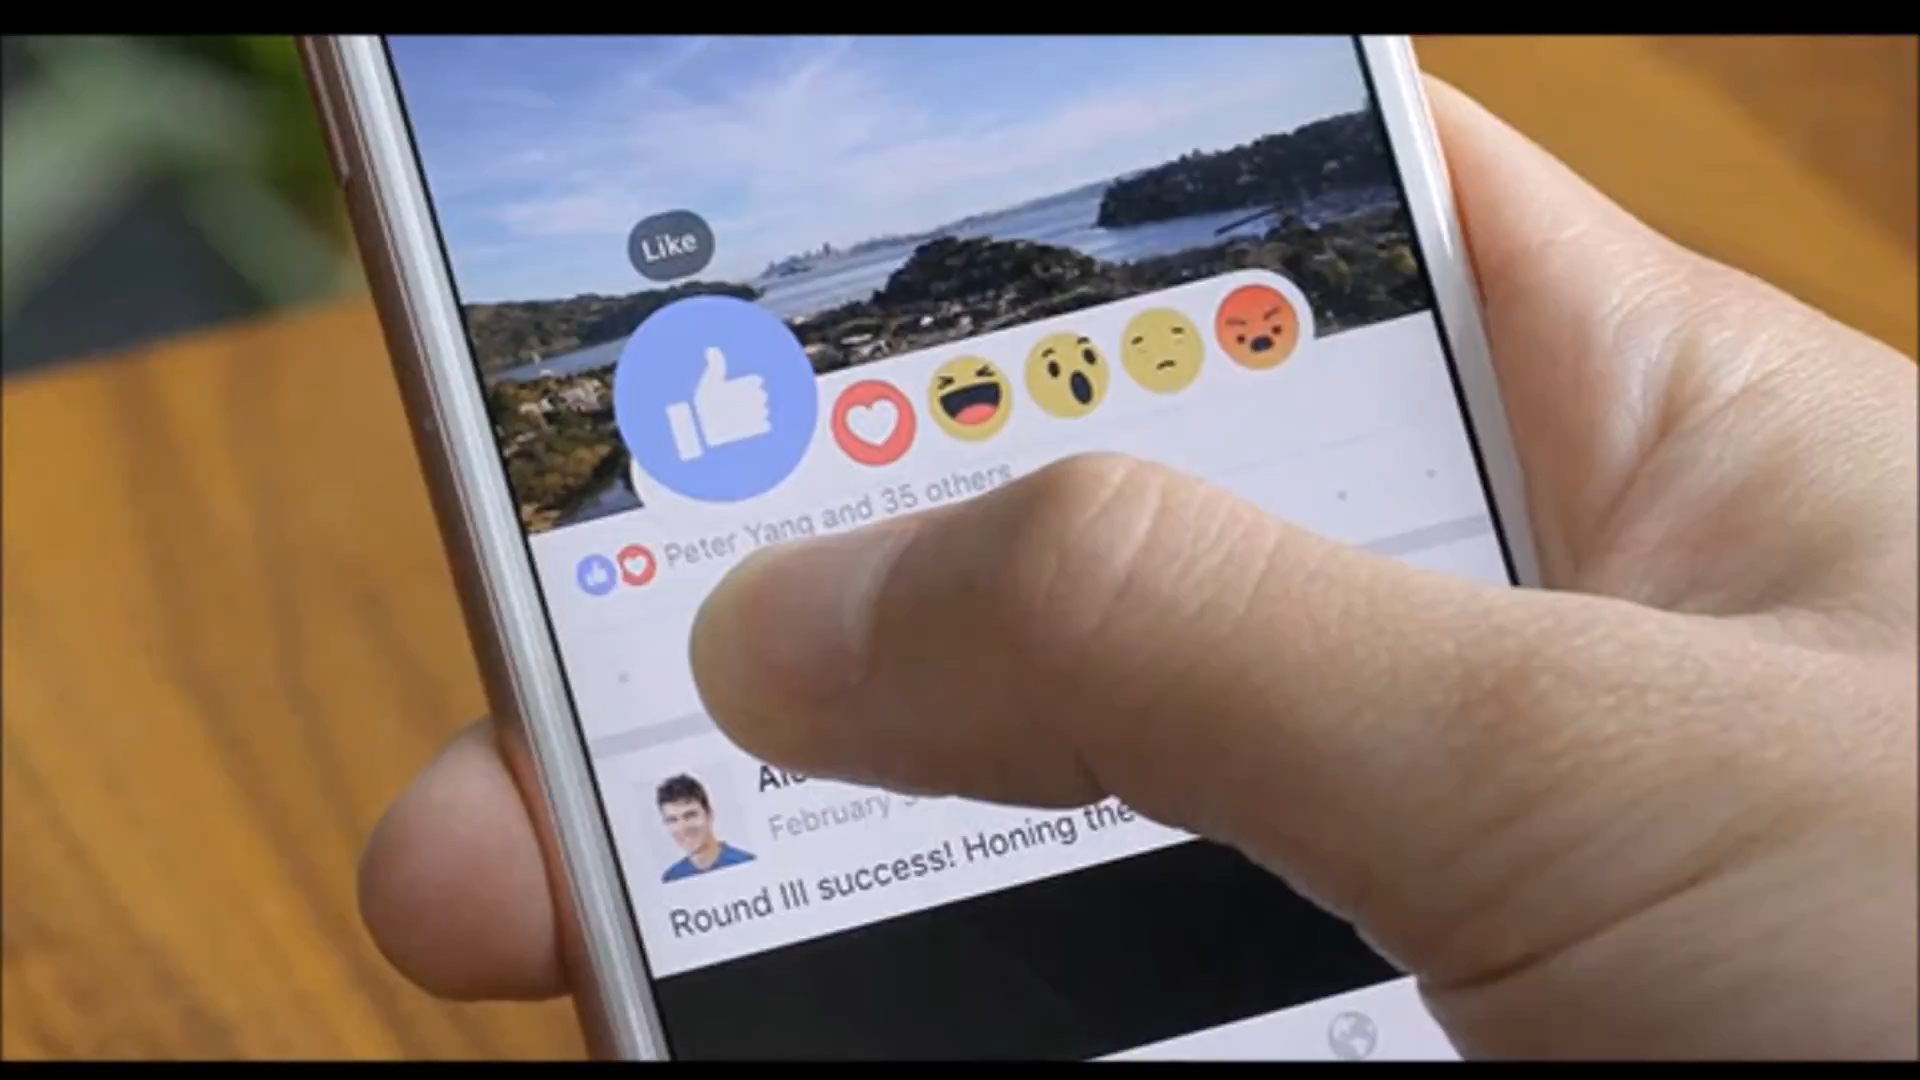 Like
Peter Yang and 35 others
February
Round III success! Honing the